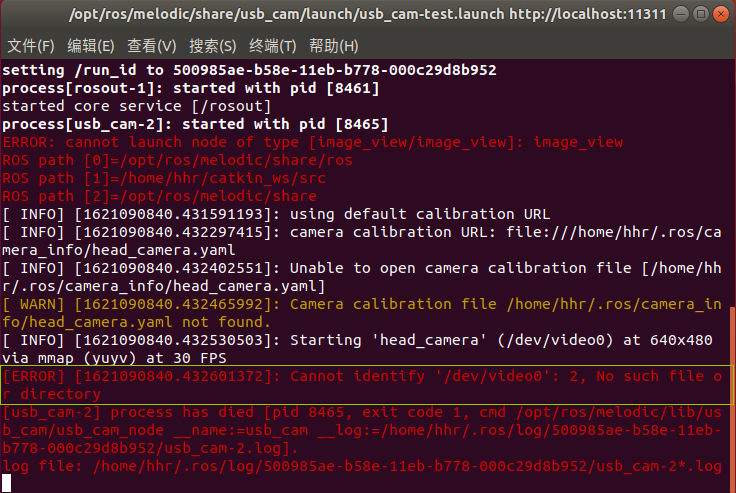 /opt/ros/melodic/share/usb_cam/launch/usb_cam-test.launch http://localhost:11311
文件(F) 编辑(E) 查看(V) 搜索(S) 终端(T) 帮助(H)
setting /run_id to 500985ae-b58e-11eb-b778-000c29d8b952
process[rosout-1]: started with pid [8461]
started core service [/rosout]
process[usb_cam-2]: started with pid [8465]
ERROR: cannot launch node of type [image_view/image_view]: image_view
ROS path [0]=/opt/ros/melodic/share/ros
ROS path [1]=/home/hhr/catkin_ws/src
ROS path [2]=/opt/ros/melodic/share
[ INFO] [1621090840.431591193]: using default calibration URL
[ INFO] [1621090840.432297415]: camera calibration URL: file:///home/hhr/.ros/ca
mera_info/head_camera.yaml
[ INFO] [1621090840.432402551]: Unable to open camera calibration file [/home/hh
r/.ros/camera_info/head_camera.yaml]
[ WARN] [1621090840.432465992]: Camera calibration file /home/hhr/.ros/camera_in
fo/head_camera.yaml not found.
[ INFO] [1621090840.432530503]: Starting 'head_camera' (/dev/video0) at 640x480
via mmap (yuyv) at 30 FPS
[ERROR] [1621090840.432601372]: Cannot identify '/dev/video0': 2, No such file o
r directory
[usb_cam-2] process has died [pid 8465, exit code 1, cmd /opt/ros/melodic/lib/us
b_cam/usb_cam_node __name:=usb_cam __log:=/home/hhr/.ros/log/500985ae-b58e-11eb-
b778-000c29d8b952/usb_cam-2.log].
log file: /home/hhr/.ros/log/500985ae-b58e-11eb-b778-000c29d8b952/usb_cam-2*.log